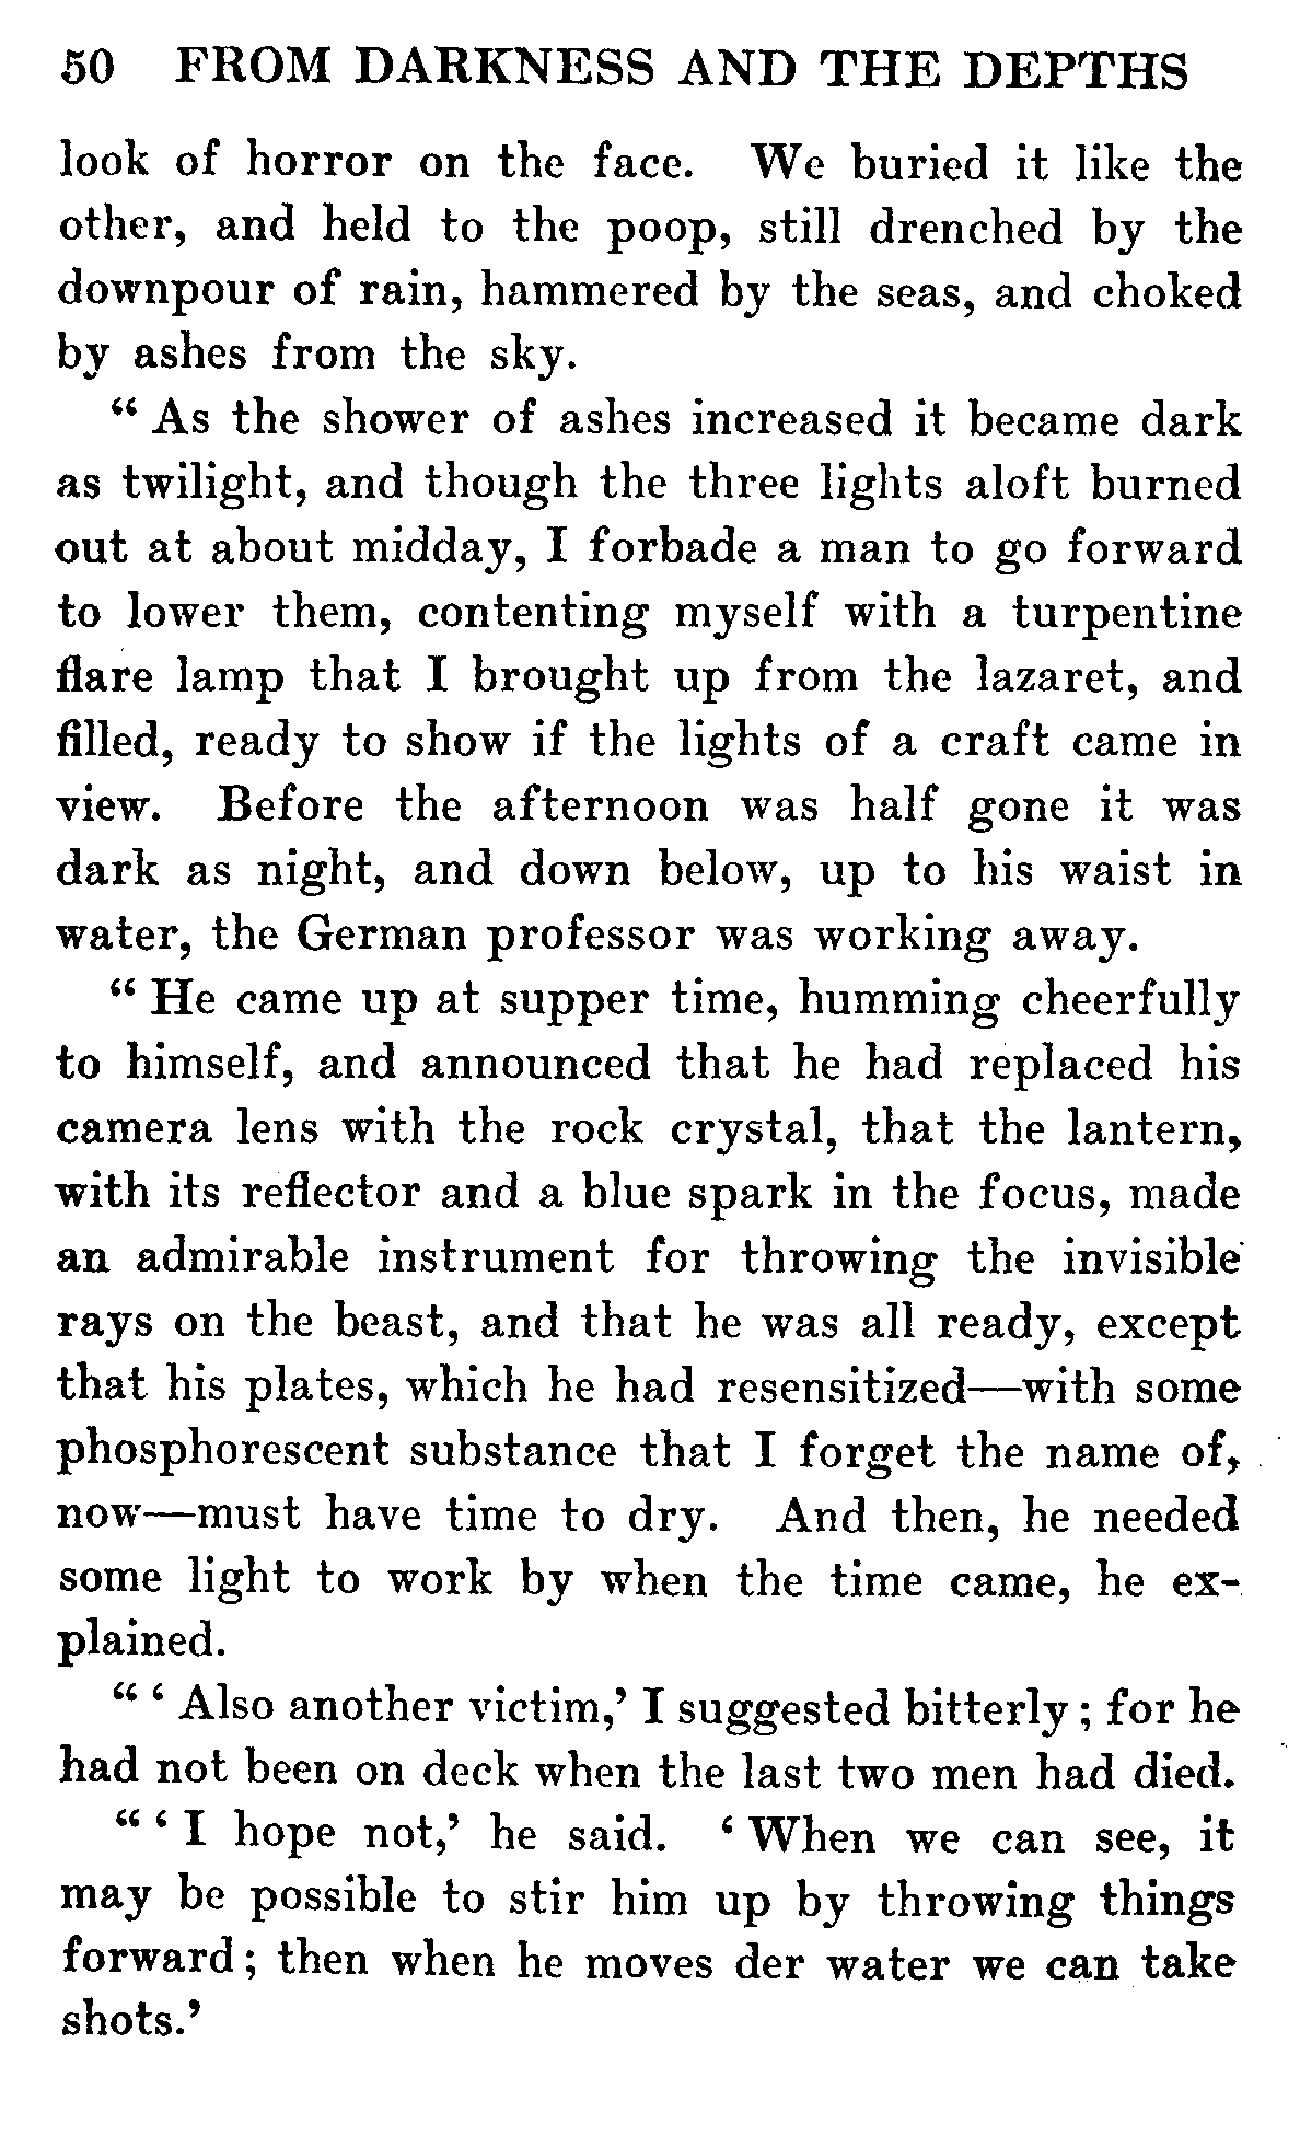 50 FROM DARKNESS AND THE DEPTHS
look of horror on the face. We buried it like the
other, and held to the poop, still drenched by the
downpour of rain, hammered by the seas, and choked
by ashes from the sky.
“ As the shower of ashes increased it became dark
as twilight, and though the three lights aloft burned
out at about midday, I forbade a man to go forward
to lower them, contenting myself with a turpentine
flare lamp that I brought up from the lazaret, and
filled, ready to show if the lights of a craft came in
view. Before the afternoon was half gone it was
dark as night, and down below, up to his waist in
water, the German professor was working away.
“ He came up at supper time, humming cheerfully
to himself, and announced that he had replaced his
camera lens with the rock crystal, that the lantern,
with its reflector and a blue spark in the focus, made
an admirable instrument for throwing the invisible
rays on the beast, and that he was all ready, except
that his plates, which he had resensitized—with some
phosphorescent substance that I forget the name of,
now—must have time to dry. And then, he needed
some light to work by when the time came, he ex-
plained.
“ ‘ Also another victim,’ I suggested bitterly ; for he
had not been on deck when the last two men had died.
“ ‘ I hope not,’ he said. ‘ When we can see, it
may be possible to stir him up by throwing things
forward ; then when he moves der water we can take
shots.’